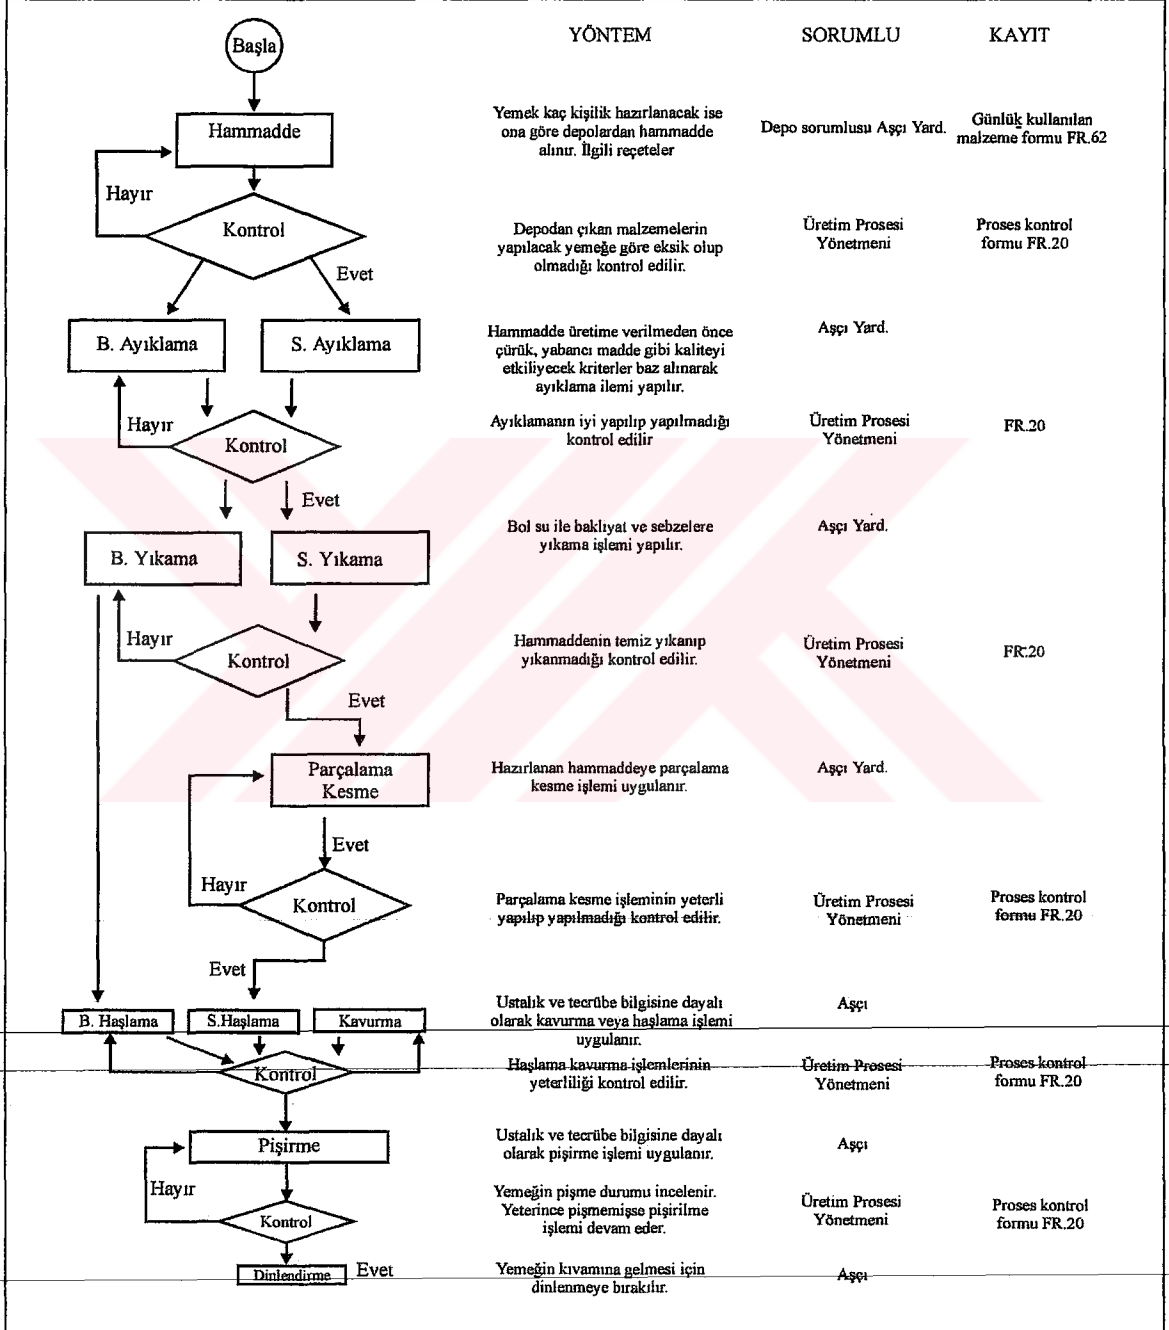 YÖNTEM SORUMLU KAYIT
Başla
Hammadde
Yemek kaç kişilik hazırlanacak ise
ona göre depolardan hammadde
alınır. İlgili reçeteler
Depo sorumlusu Aşçı Yard.
Günlük kullanılan
malzeme formu FR.62
Hayır
Kontrol
Evet
Depodan çıkan malzemelerin
yapılacak yemeğe göre eksik olup
olmadığı kontrol edilir.
Üretim Prosesi
Yönetmeni
Proses kontrol
formu FR.20
B. Ayıklama
S. Ayıklama
Hammadde üretime verilmeden önce
çürük, yabancı madde gibi kaliteyi
etkiliyecek kriterler baz alınarak
ayıklama ilemi yapılır.
Aşçı Yard.
Hayır
Kontrol
Evet
Ayıklamanın iyi yapılıp yapılmadığı
kontrol edilir
Üretim Prosesi
Yönetmeni
FR.20
B. Yıkama
S. Yıkama
Bol su ile bakliyat ve sebzelere
yıkama işlemi yapılır.
Aşçı Yard.
Hayır
Kontrol
Evet
Hammaddenin temiz yıkanıp
yıkanmadığı kontrol edilir.
Üretim Prosesi
Yönetmeni
FR.20
Parçalama
Kesme
Hazırlanan hammaddeye parçalama
kesme işlemi uygulanır.
Aşçı Yard.
Evet
Hayır
Kontrol
Evet
Parçalama kesme işleminin yeterli
yapılıp yapılmadığı kontrol edilir.
Üretim Prosesi
Yönetmeni
Proses kontrol
formu FR.20
B. Haşlama
S.Haşlama
Kavurma
Ustalık ve tecrübe bilgisine dayalı
olarak kavurma veya haşlama işlemi
uygulanır.
Aşçı
Kontrol
Haşlama kavurma işlemlerinin
yeterliliği kontrol edilir.
Üretim Prosesi
Yönetmeni
Proses kontrol
formu FR.20
Pişirme
Ustalık ve tecrübe bilgisine dayalı
olarak pişirme işlemi uygulanır.
Aşçı
Hayır
Kontrol
Yemeğin pişme durumu incelenir.
Yeterince pişmemişse pişirilme
işlemi devam eder.
Üretim Prosesi
Yönetmeni
Proses kontrol
formu FR.20
Dinlendirme
Evet
Yemeğin kıvamına gelmesi için
dinlenmeye bırakılır.
Aşçı